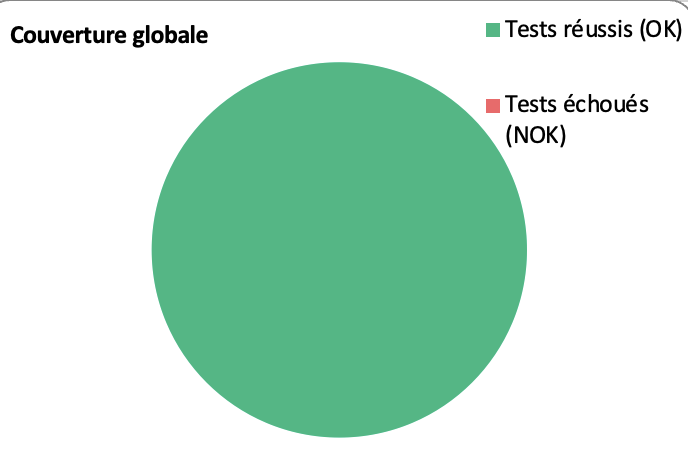 Couverture globale
Tests réussis (OK)
Tests échoués
(NOK)